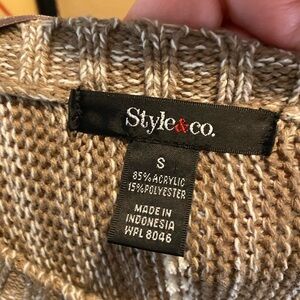 Style&co.
S
85% ACRYLIC
15% POLYESTER
MADE IN
INDONESIA
WPL 8046